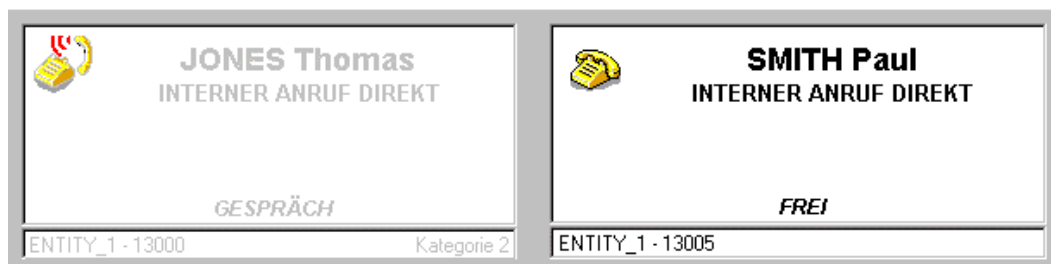 JONES Thomas
INTERNER ANRUF DIREKT
GESPRÄCH
ENTITY_1 - 13000 Kategorie 2
SMITH Paul
INTERNER ANRUF DIREKT
FREI
ENTITY_1 - 13005